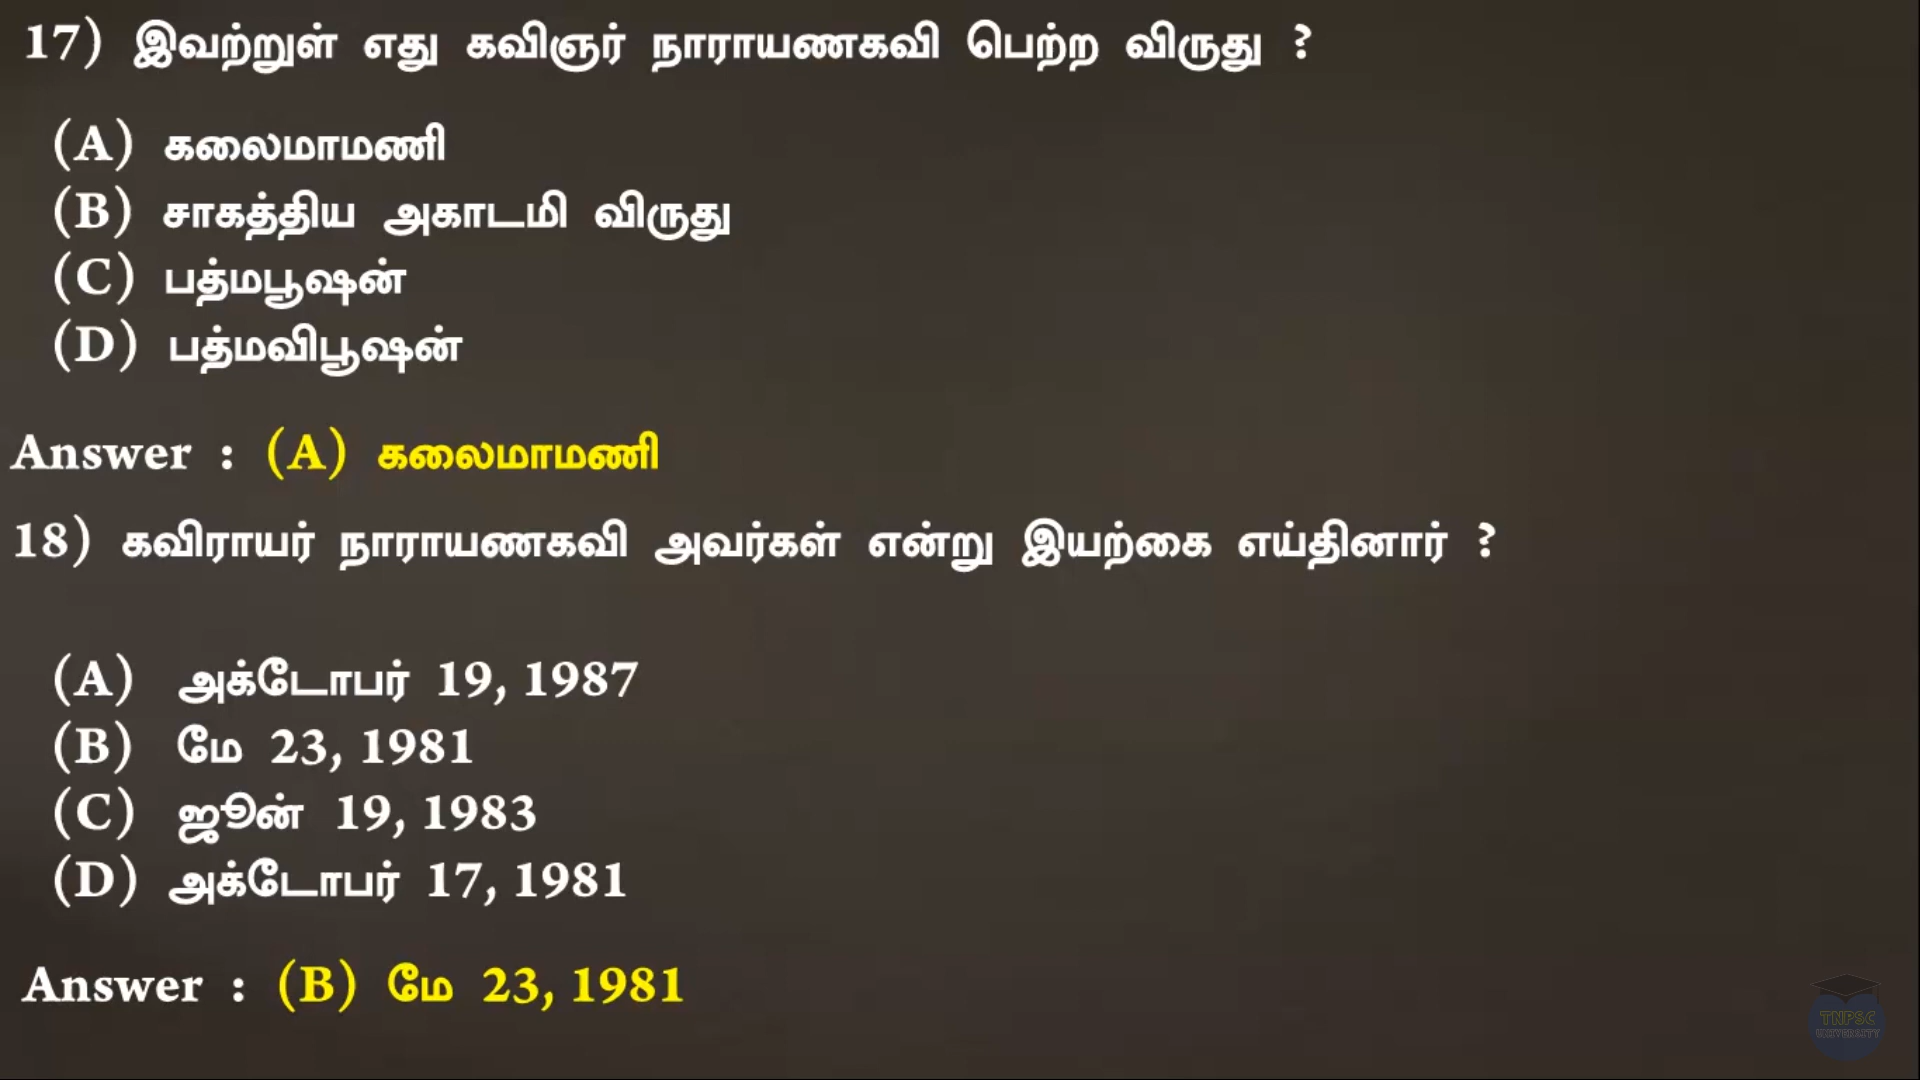 17) இவற்றுள் எது கவிஞர் நாராயணகவி பெற்ற விருது ?
(A) கலைமாமணி
(B) சாகத்திய அகாடமி விருது
(C) பத்மபூஷன்
(D) பத்மவிபூஷன்
Answer : (A) கலைமாமணி
18) கவிராயர் நாராயணகவி அவர்கள் என்று இயற்கை எய்தினார் ?
(A) அக்டோபர் 19, 1987
(B) மே 23, 1981
(C) ஜூன் 19, 1983
(D) அக்டோபர் 17, 1981
Answer : (B) மே 23, 1981
TNPSC
UNIVERSITY